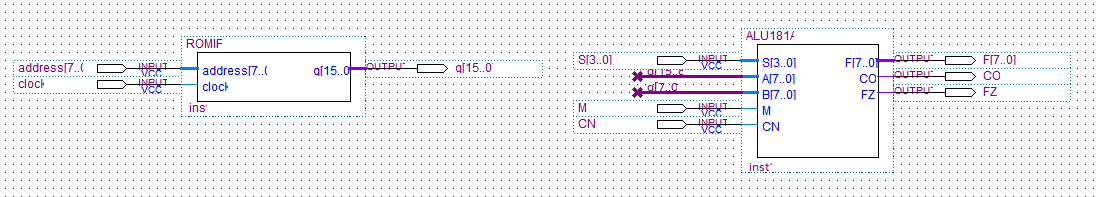 ROMIF
address[7..(
INPUT
VCC
address[7..(
q[15..0
OUTPUT
q[15..0
clock
INPUT
VCC
clock
ins
ALU181A
S[3..0]
INPUT
VCC
S[3..0]
F[7..0]
OUTPUT
F[7..0]
q[15..8
A[7..0]
CO
OUTPUT
CO
q[7..0
B[7..0]
FZ
OUTPUT
FZ
M
INPUT
VCC
M
CN
INPUT
VCC
CN
inst